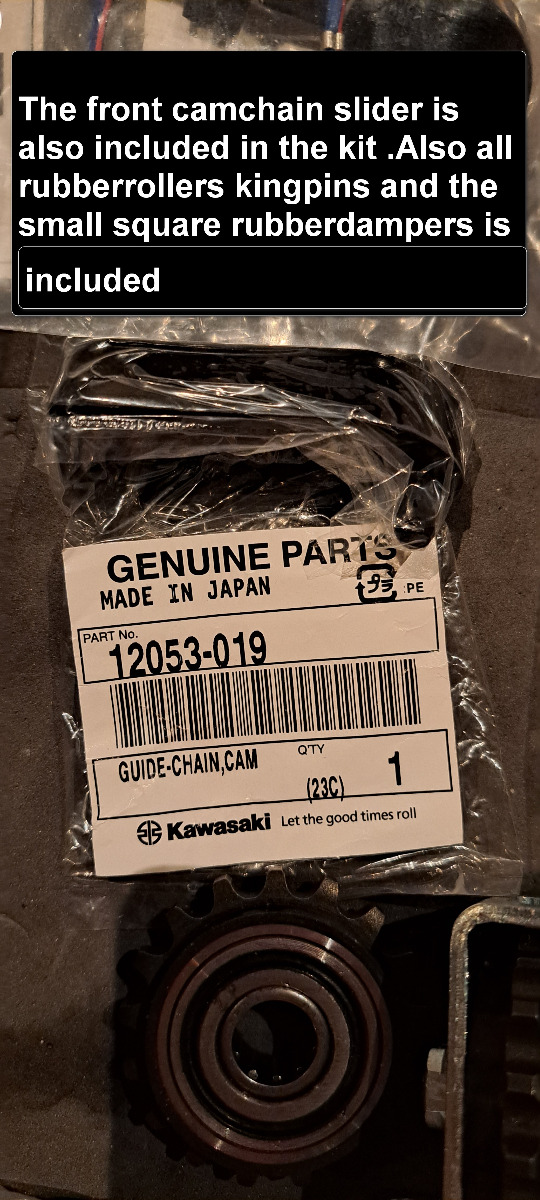 The front camchain slider is
also included in the kit .Also all
rubberrollers kingpins and the
small square rubberdampers is
included
GENUINE PARTS
MADE IN JAPAN
プラ :PE
PART No.
12053-019
GUIDE-CHAIN,CAM
Q'TY
(23C)
1
Kawasaki Let the good times roll